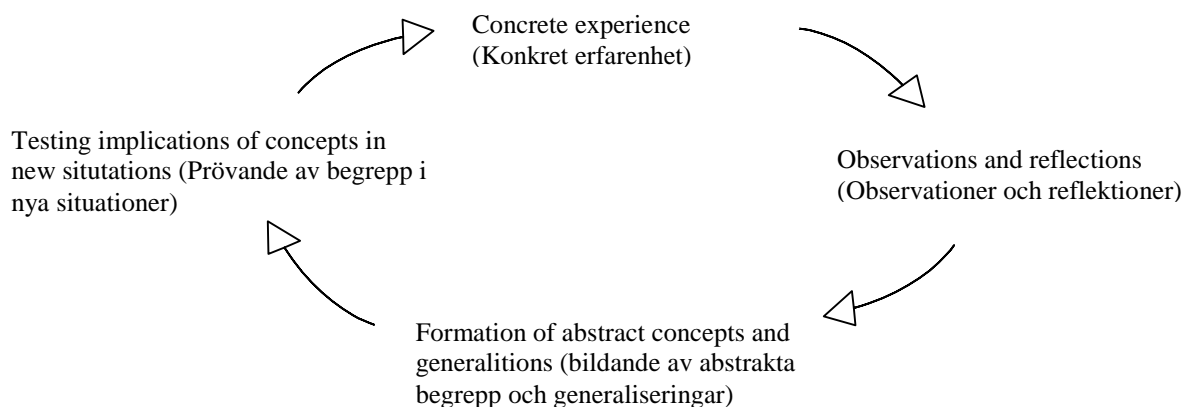 Concrete experience
(Konkret erfarenhet)
Testing implications of concepts in
new situtations (Prövande av begrepp i
nya situationer)
Observations and reflections
(Observationer och reflektioner)
Formation of abstract concepts and
generalitions (bildande av abstrakta
begrepp och generaliseringar)